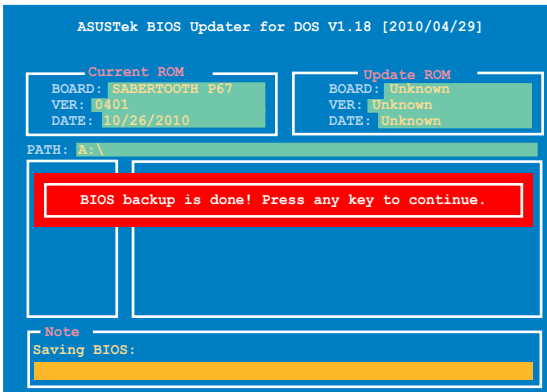 ASUSTek BIOS Updater for DOS V1.18 [2010/04/29]
Current ROM
BOARD: SABERTOOTH P67
VER: 0401
DATE: 10/26/2010
Update ROM
BOARD: Unknown
VER: Unknown
DATE: Unknown
PATH: A:\
BIOS backup is done! Press any key to continue.
Note
Saving BIOS: